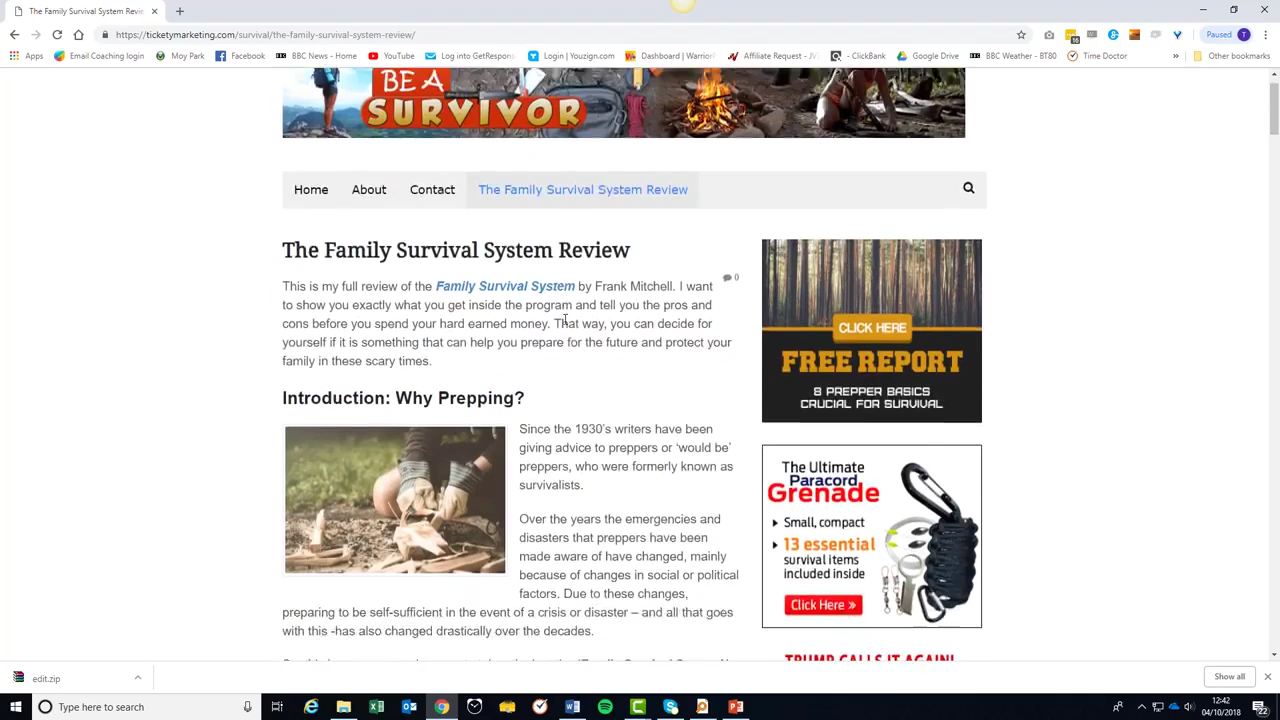 The Family Survival System Revie
https://ticketymarketing.com/survival/the-family-survival-system-review/
Paused
T
Apps
Email Coaching login
Moy Park
Facebook
BBC News - Home
YouTube
Log into GetRespons
Login | Youzign.com
Dashboard | Warrior
Affiliate Request - JV
- ClickBank
Google Drive
BBC Weather - BT80
Time Doctor
»
Other bookmarks
BE A
SURVIVOR
Home
About
Contact
The Family Survival System Review
The Family Survival System Review
0
This is my full review of the Family Survival System by Frank Mitchell. I want
to show you exactly what you get inside the program and tell you the pros and
cons before you spend your hard earned money. That way, you can decide for
yourself if it is something that can help you prepare for the future and protect your
family in these scary times.
Introduction: Why Prepping?
Since the 1930's writers have been
giving advice to preppers or 'would be'
preppers, who were formerly known as
survivalists.
Over the years the emergencies and
disasters that preppers have been
made aware of have changed, mainly
because of changes in social or political
factors. Due to these changes,
preparing to be self-sufficient in the event of a crisis or disaster – and all that goes
with this -has also changed drastically over the decades.
CLICK HERE
FREE REPORT
8 PREPPER BASICS
CRUCIAL FOR SURVIVAL
The Ultimate
Paracord
Grenade
Small, compact
13 essential
survival items
included inside
Click Here »
TRUMP CALLS IT AGAIN!
edit.zip
Show all
Type here to search
12:42
04/10/2018
22